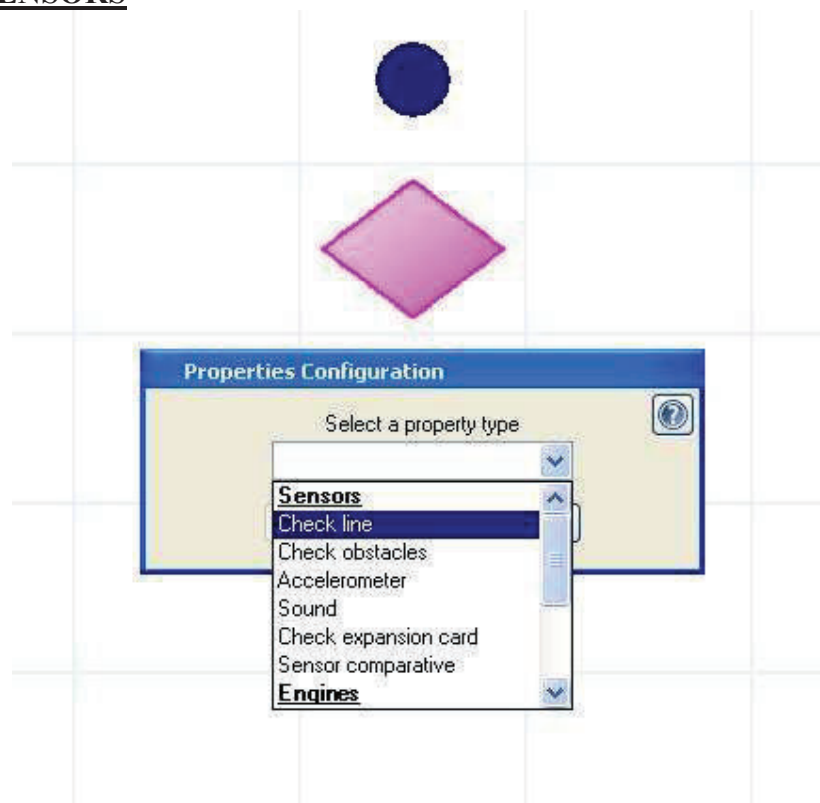 Properties Configuration
Select a property type
Sensors
Check line
Check obstacles
Accelerometer
Sound
Check expansion card
Sensor comparative
Engines